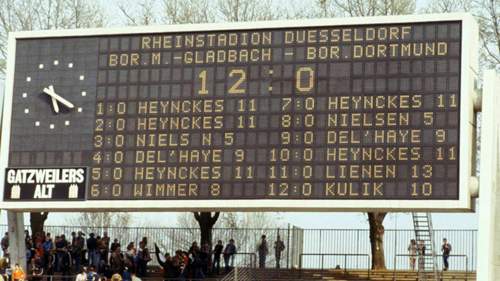 RHEINSTADION DUESSELDORF
BOR.M.-GLADBACH - BOR.DORTMUND
12:0
1:0 HEYNCKES 11 7:0 HEYNCKES 11
2:0 HEYNCKES 11 8:0 NIELSEN 5
3:0 NIELS N 5 9:0 DEL'HAYE 9
4:0 DEL'HAYE 9 10:0 HEYNCKES 11
5:0 HEYNCKES 11 11:0 LIENEN 13
6:0 WIMMER 8 12:0 KULIK 10
GATZWEILERS
ALT